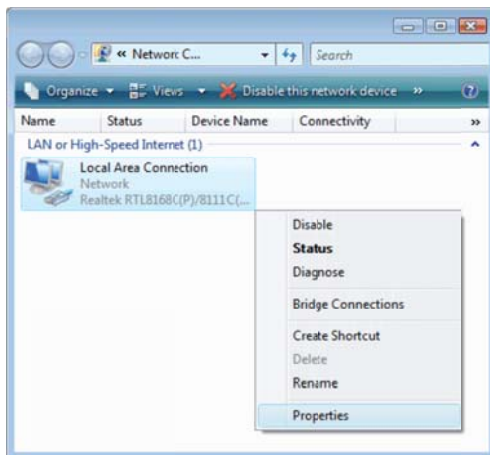 « Network C...
Search
Organize Views Disable this network device »
Name Status Device Name Connectivity »
LAN or High-Speed Internet (1)
Local Area Connection
Network
Realtek RTL8168C(P)/8111C(...
Disable
Status
Diagnose
Bridge Connections
Create Shortcut
Delete
Rename
Properties